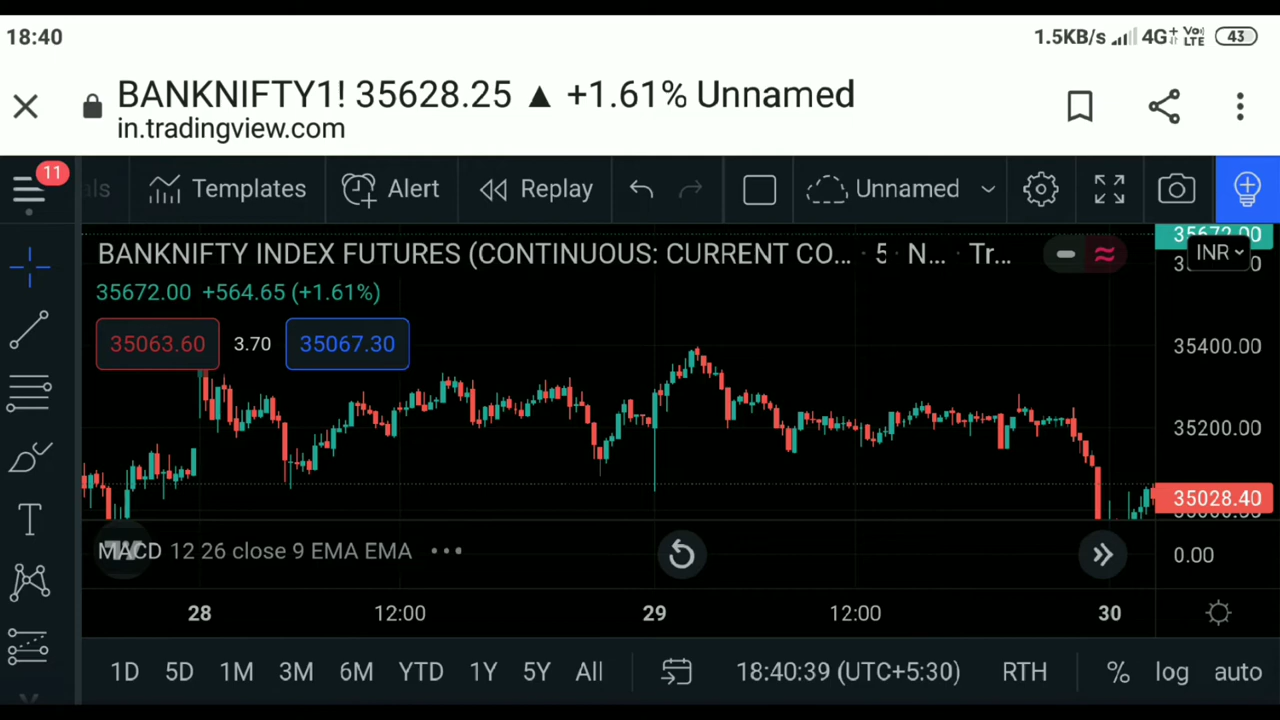 18:40
1.5KB/s 4G+ Vo) LTE 43
BANKNIFTY1! 35628.25 ▲ +1.61% Unnamed
in.tradingview.com
11
als Templates Alert Replay Unnamed
35672.00
BANKNIFTY INDEX FUTURES (CONTINUOUS: CURRENT CO... · 5 · N... · Tr...
INR
35672.00 +564.65 (+1.61%)
35063.60 3.70 35067.30
35400.00
35200.00
35028.40
MACD 12 26 close 9 EMA EMA •••
0.00
28 12:00 29 12:00 30
1D 5D 1M 3M 6M YTD 1Y 5Y All 18:40:39 (UTC+5:30) RTH % log auto